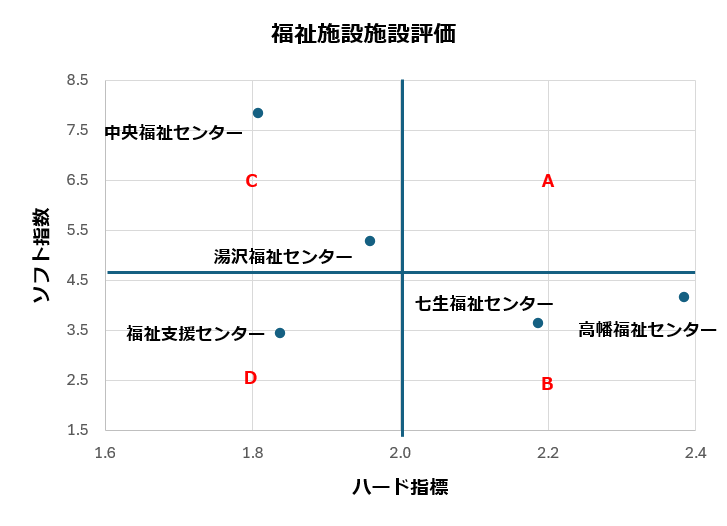 福祉施設施設評価
8.5
7.5
6.5
5.5
4.5
3.5
2.5
1.5
ソフト指数
中央福祉センター
C
A
湯沢福祉センター
七生福祉センター
高幡福祉センター
福祉支援センター
D
B
1.6
1.8
2.0
2.2
2.4
ハード指標